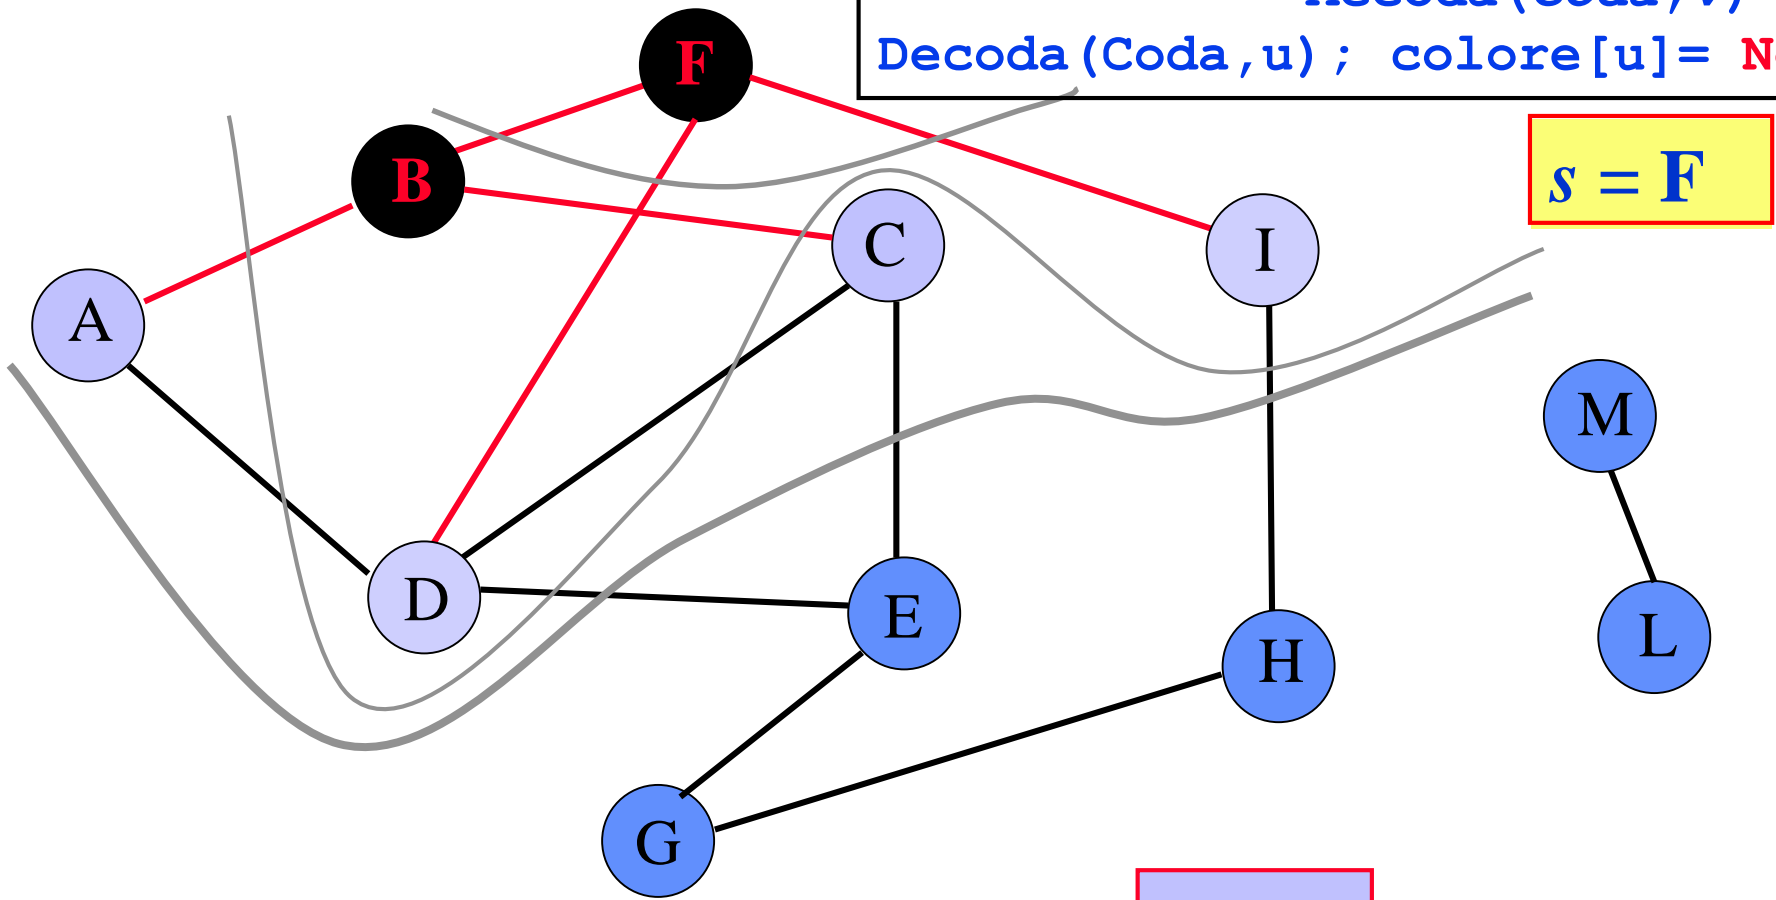 Decoda(Coda,u); colore[u]=
F
B
s = F
C
I
A
M
D
E
L
H
G